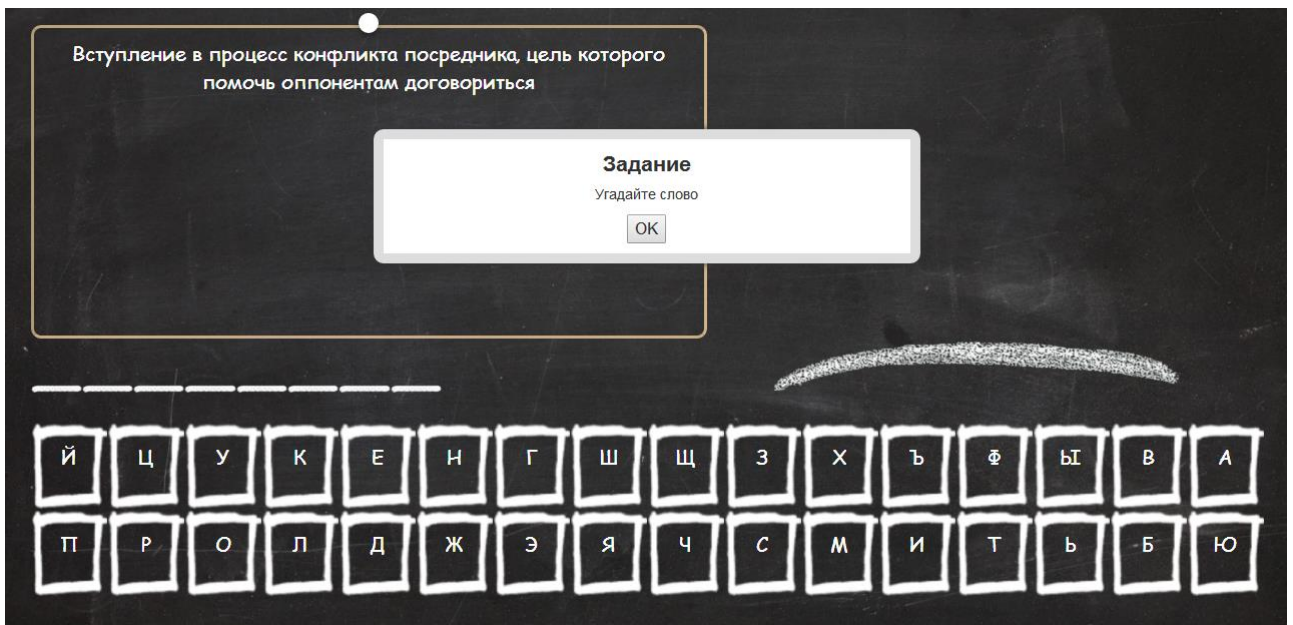 Вступление в процесс конфликта посредника, цель которого
помочь оппонентам договориться
Задание
Угадайте слово
OK
Й Ц У К Е Н Г Ш Щ З Х Ъ Ф Ы В А
П Р О Л Д Ж Э Я Ч С М И Т Ь Б Ю